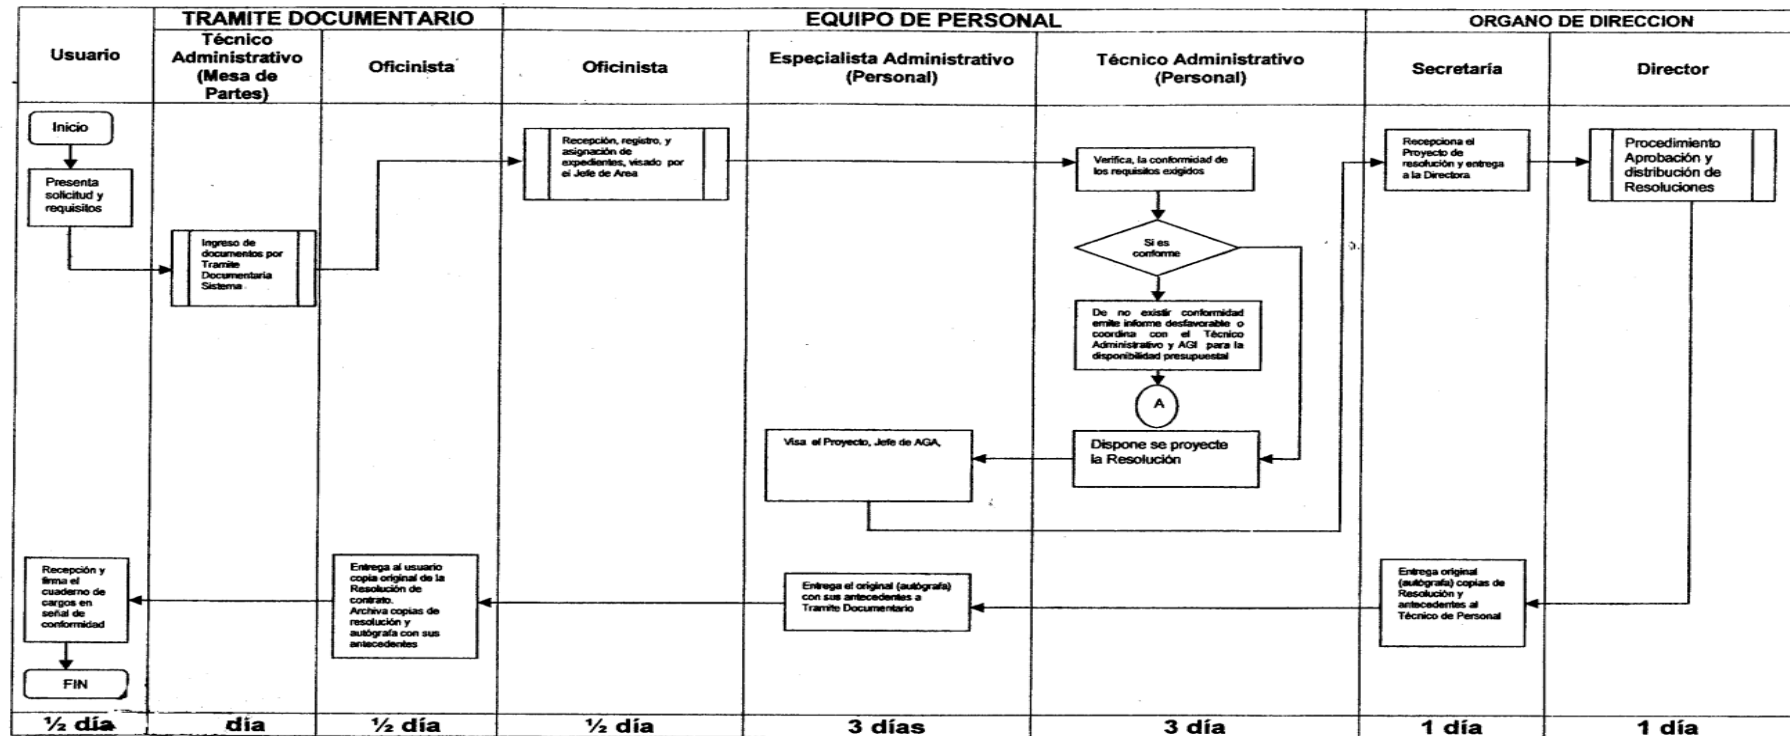 TRAMITE DOCUMENTARIO
EQUIPO DE PERSONAL
ORGANO DE DIRECCION
Usuario
Técnico
Administrativo
(Mesa de
Partes)
Oficinista
Oficinista
Especialista Administrativo
(Personal)
Técnico Administrativo
(Personal)
Secretaría
Director
Inicio
Presenta
solicitud y
requisitos
Ingreso de
documentos por
Tramite
Documentaria
Sistema
Recepción, registro, y
asignación de
expedientes, visado por
el Jefe de Area
Verifica, la conformidad de
los requisitos exigidos
Si es
conforme
De no existir conformidad
emite informe desfavorable o
coordina con el Técnico
Administrativo y AGI para la
disponibilidad presupuestal
A
Dispone se proyecte
la Resolución
Visa el Proyecto, Jefe de AGA,
Recepciona el
Proyecto de
resolución y entrega
a la Directora
Procedimiento
Aprobación y
distribución de
Resoluciones
Recepción y
firma el
cuaderno de
cargos en
señal de
conformidad
FIN
Entrega al usuario
copia original de la
Resolución de
contrato.
Archiva copias de
resolución y
autógrafa con sus
antecedentes
Entrega el original (autógrafa)
con sus antecedentes a
Tramite Documentario
Entrega original
(autógrafa) copias de
Resolución y
antecedentes al
Técnico de Personal
½ día
día
½ día
½ día
3 días
3 día
1 día
1 día